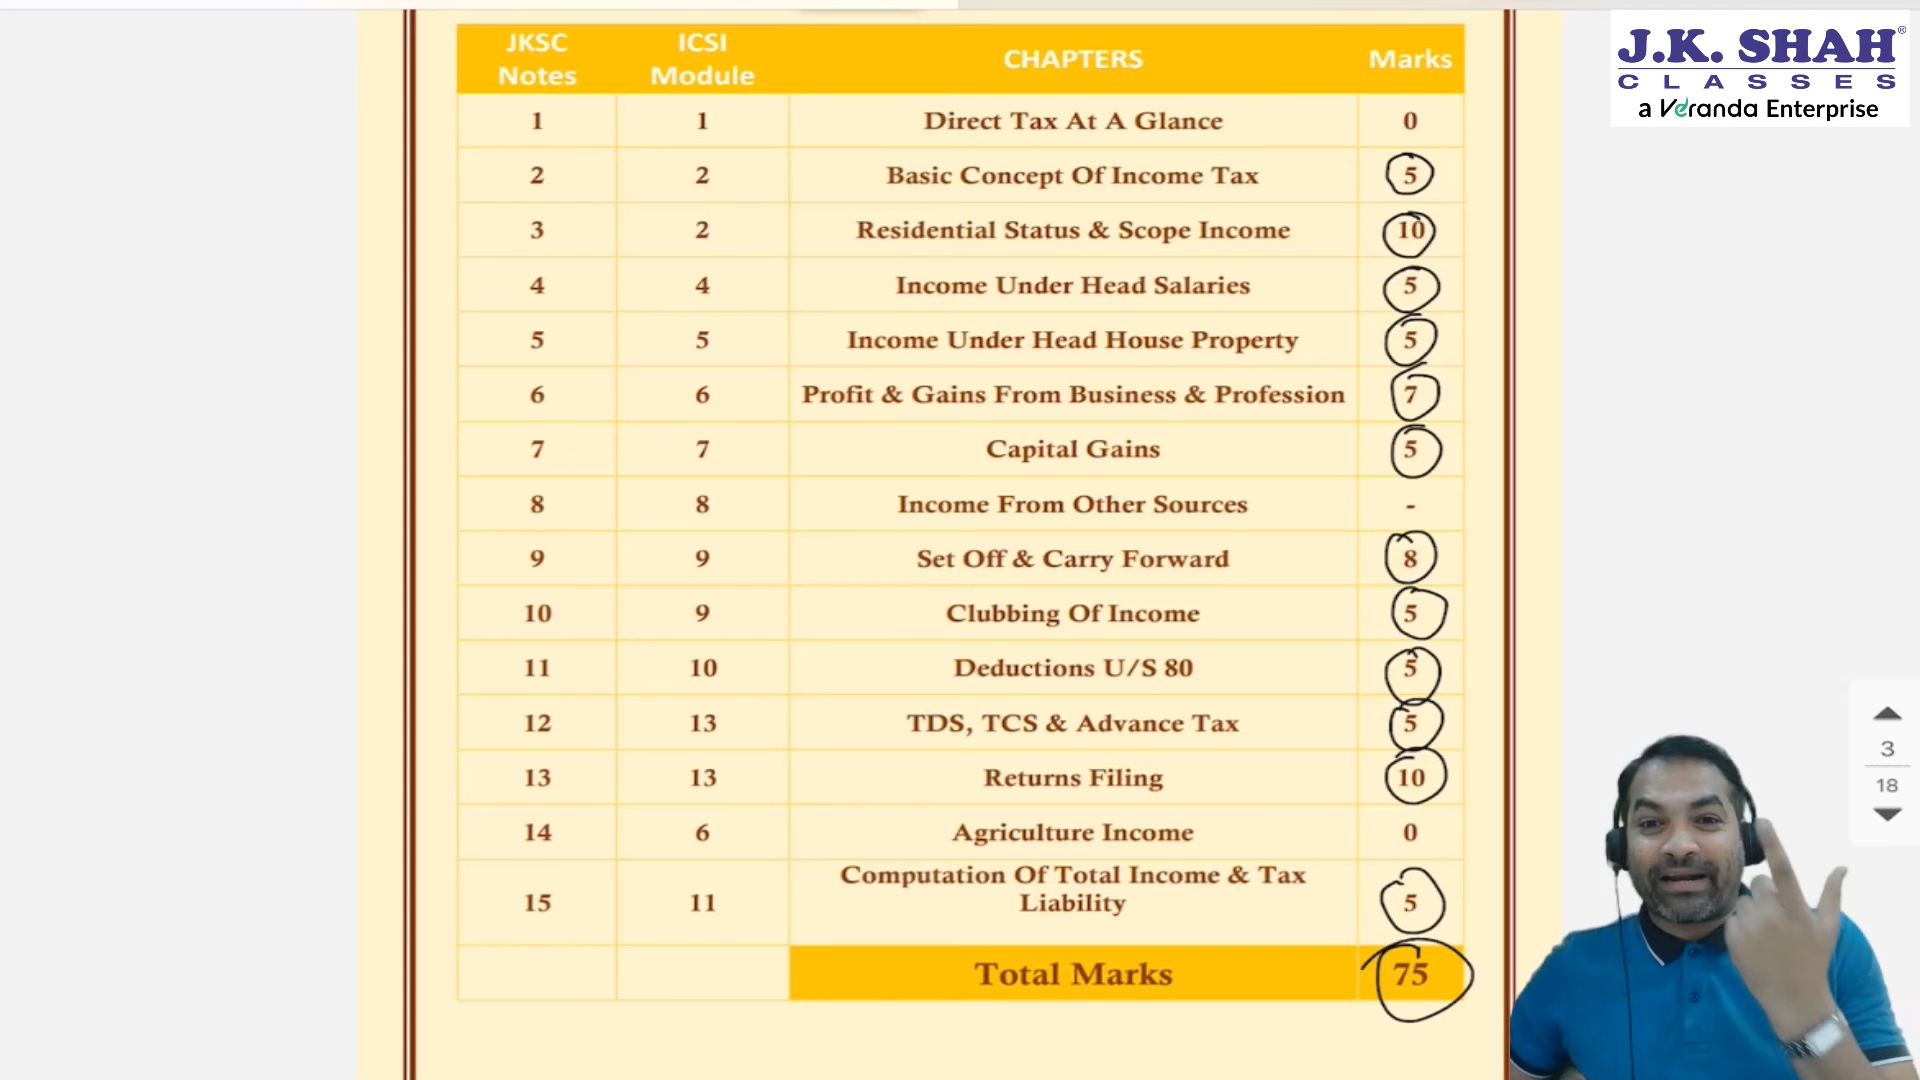 JKSC Notes ICSI Module CHAPTERS Marks
1 1 Direct Tax At A Glance 0
2 2 Basic Concept Of Income Tax 5
3 2 Residential Status & Scope Income 10
4 4 Income Under Head Salaries 5
5 5 Income Under Head House Property 5
6 6 Profit & Gains From Business & Profession 7
7 7 Capital Gains 5
8 8 Income From Other Sources -
9 9 Set Off & Carry Forward 8
10 9 Clubbing Of Income 5
11 10 Deductions U/S 80 5
12 13 TDS, TCS & Advance Tax 5
13 13 Returns Filing 10
14 6 Agriculture Income 0
15 11 Computation Of Total Income & Tax Liability 5
Total Marks 75
J.K. SHAH®
CLASSES
a Veranda Enterprise
3
18